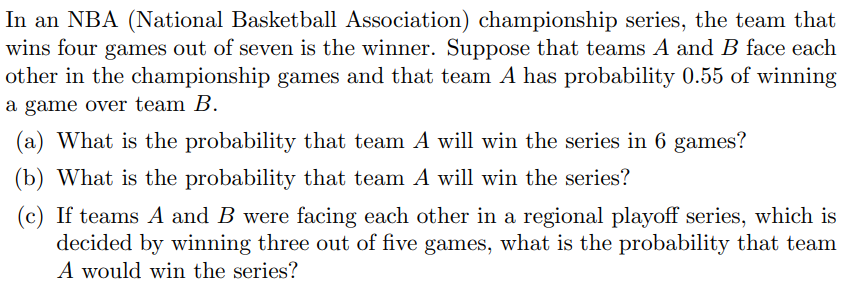 In an NBA (National Basketball Association) championship series, the team that
wins four games out of seven is the winner. Suppose that teams A and B face each
other in the championship games and that team A has probability 0.55 of winning
a game over team B.
(a) What is the probability that team A will win the series in 6 games?
(b) What is the probability that team A will win the series?
(c) If teams A and B were facing each other in a regional playoff series, which is
decided by winning three out of five games, what is the probability that team
A would win the series?